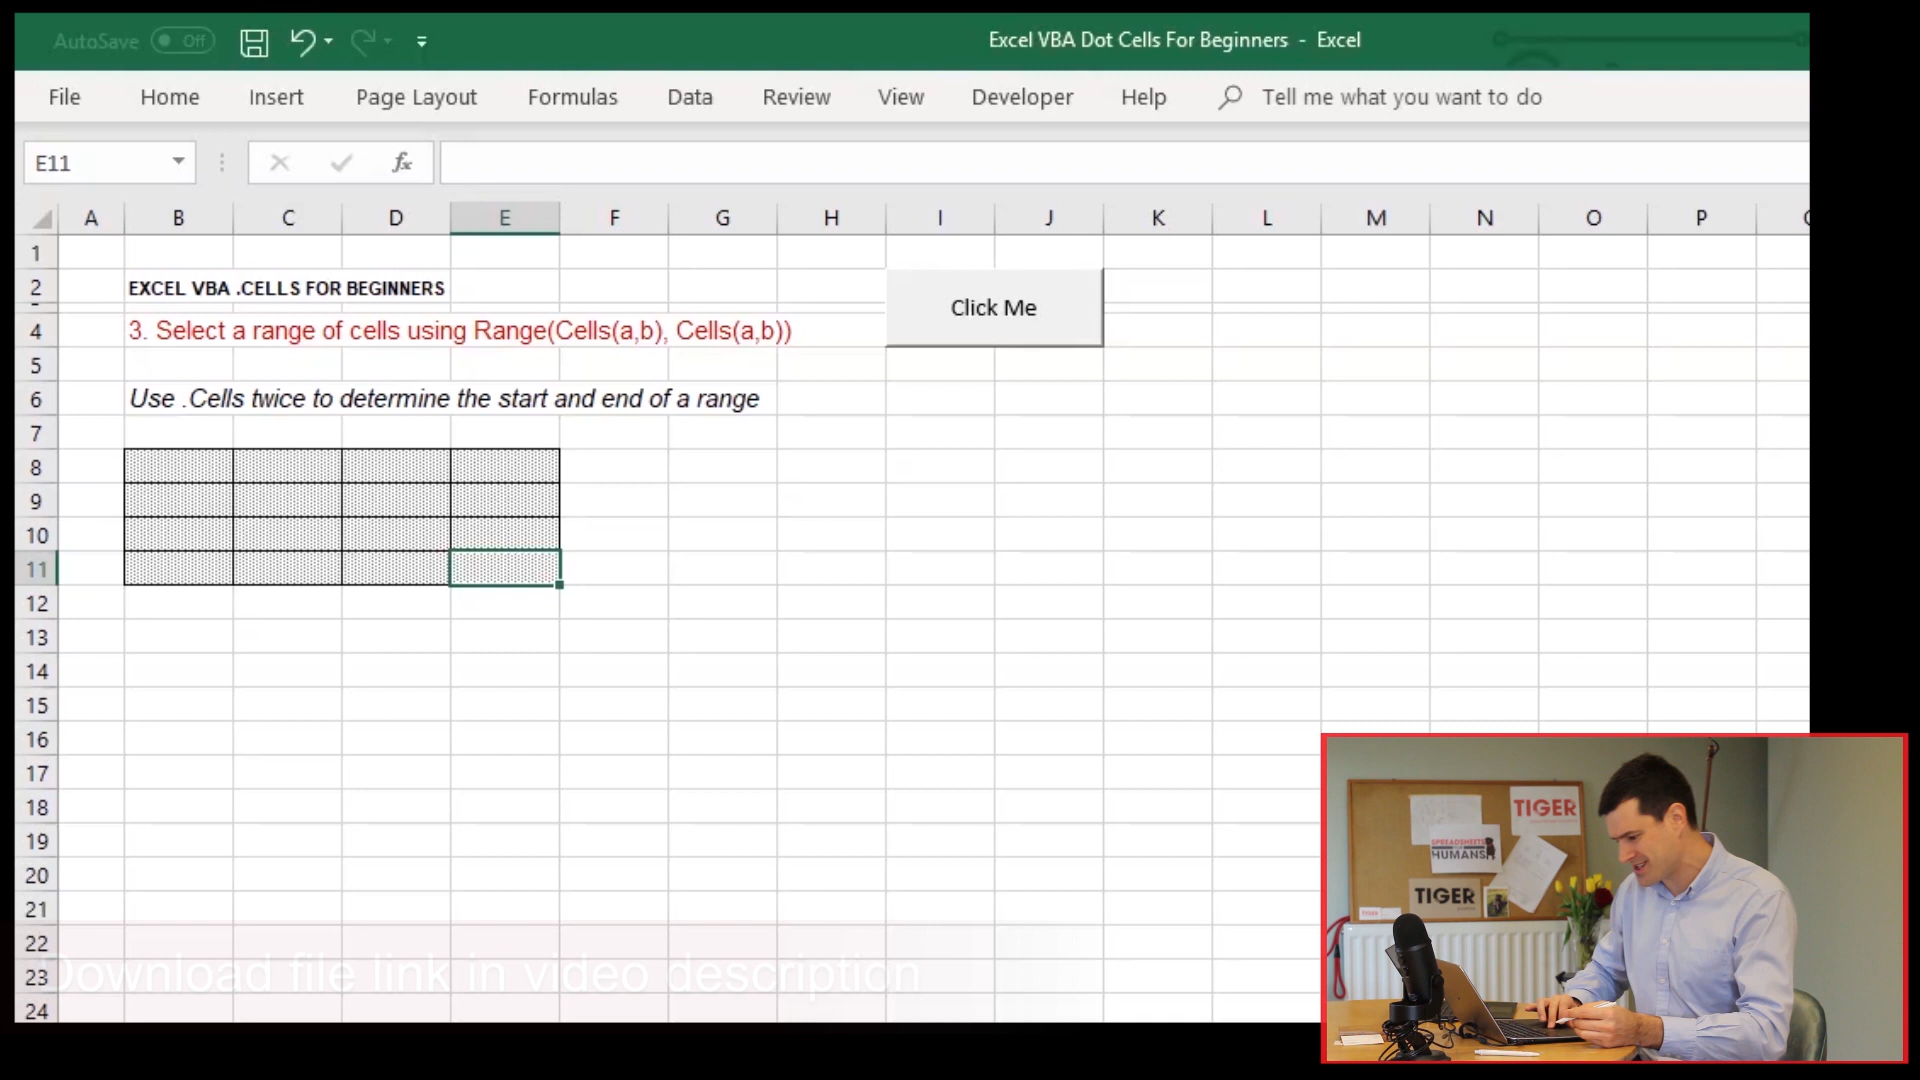 AutoSave Off
Excel VBA Dot Cells For Beginners - Excel
File Home Insert Page Layout Formulas Data Review View Developer Help Tell me what you want to do
E11 fx
A B C D E F G H I J K L M N O P
1
2 EXCEL VBA .CELLS FOR BEGINNERS
Click Me
4 3. Select a range of cells using Range(Cells(a,b), Cells(a,b))
5
6 Use .Cells twice to determine the start and end of a range
7
8
9
10
11
12
13
14
15
16
17
18
19
20
21
22
23
24
Download file link in video description
TIGER
SPREADSHEETS
HUMANS
TIGER